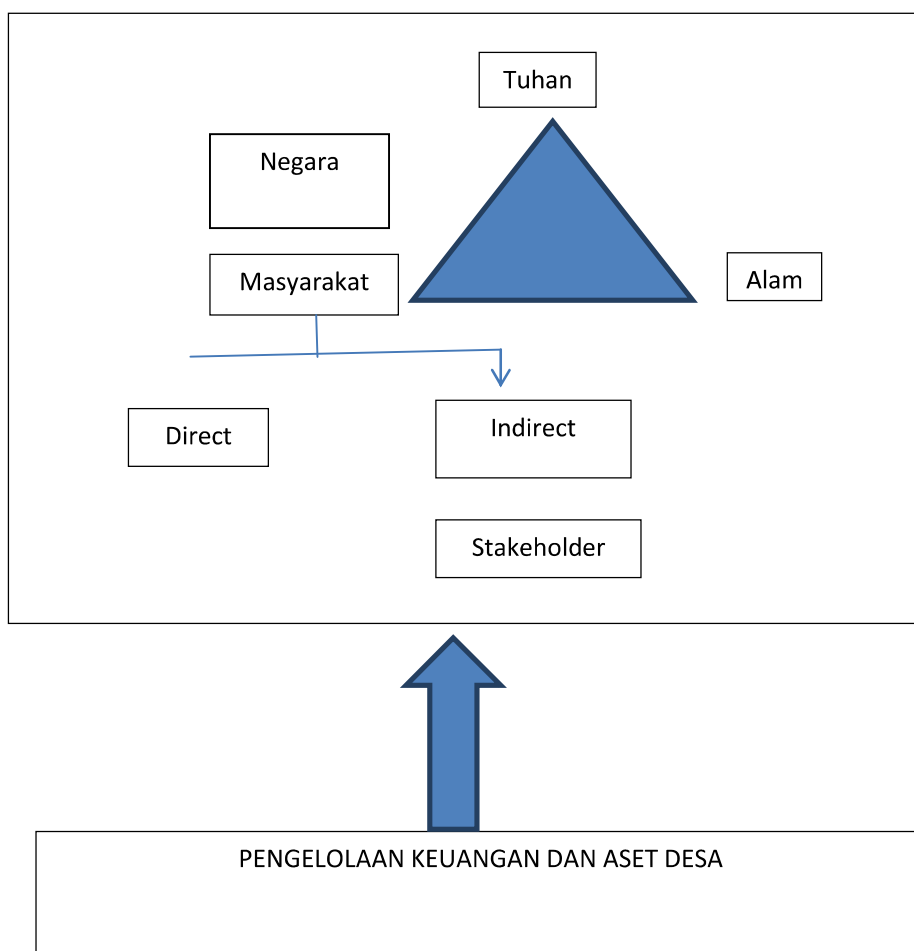 Tuhan
Negara
Masyarakat
Alam
Direct
Indirect
Stakeholder
PENGELOLAAN KEUANGAN DAN ASET DESA